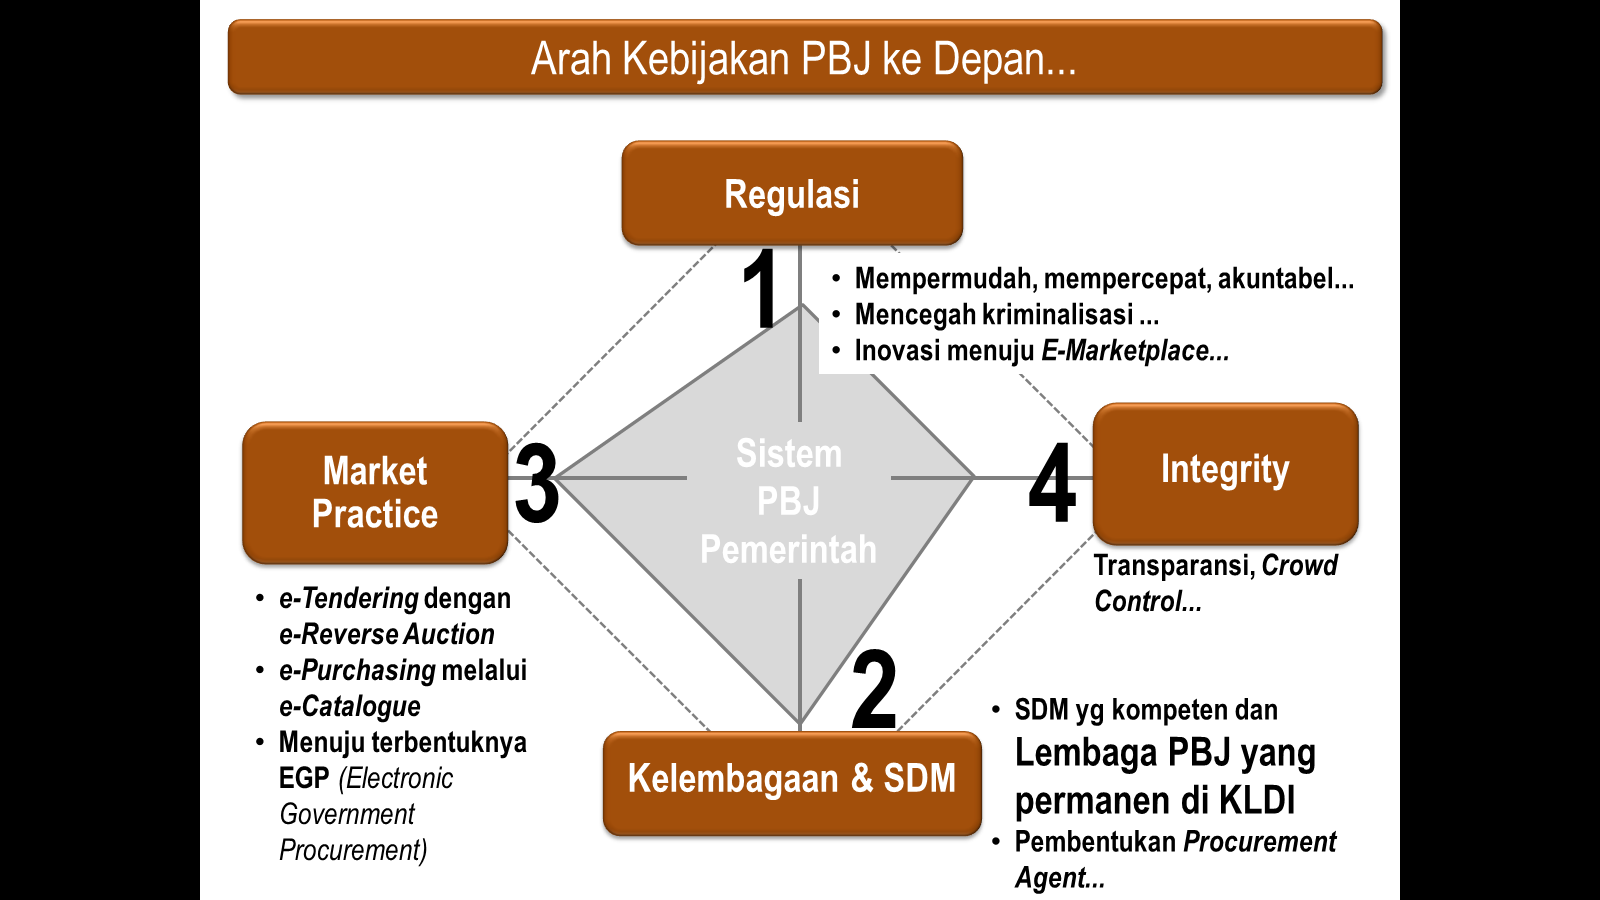 Arah Kebijakan PBJ ke Depan...
Regulasi
1
• Mempermudah, mempercepat, akuntabel...
• Mencegah kriminalisasi ...
• Inovasi menuju E-Marketplace...
Market
Practice
3
Sistem
PBJ
Pemerintah
4
Integrity
Transparansi, Crowd
Control...
• e-Tendering dengan
e-Reverse Auction
• e-Purchasing melalui
e-Catalogue
• Menuju terbentuknya
EGP (Electronic
Government
Procurement)
2
Kelembagaan & SDM
• SDM yg kompeten dan
Lembaga PBJ yang
permanen di KLDI
• Pembentukan Procurement
Agent...